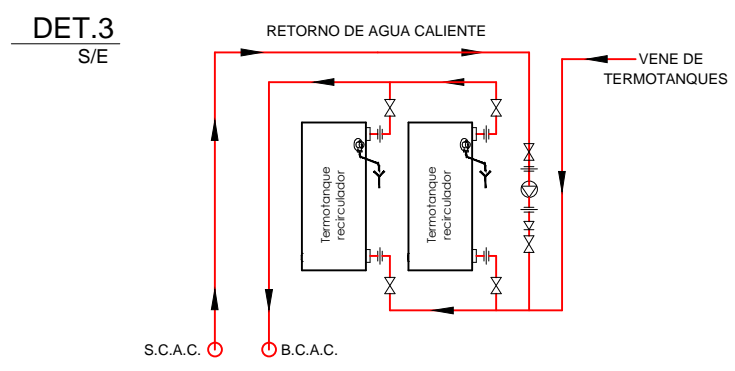 DET.3
S/E
RETORNO DE AGUA CALIENTE
VENE DE
TERMOTANQUES
Termotanque
recirculador
Termotanque
recirculador
S.C.A.C.
B.C.A.C.